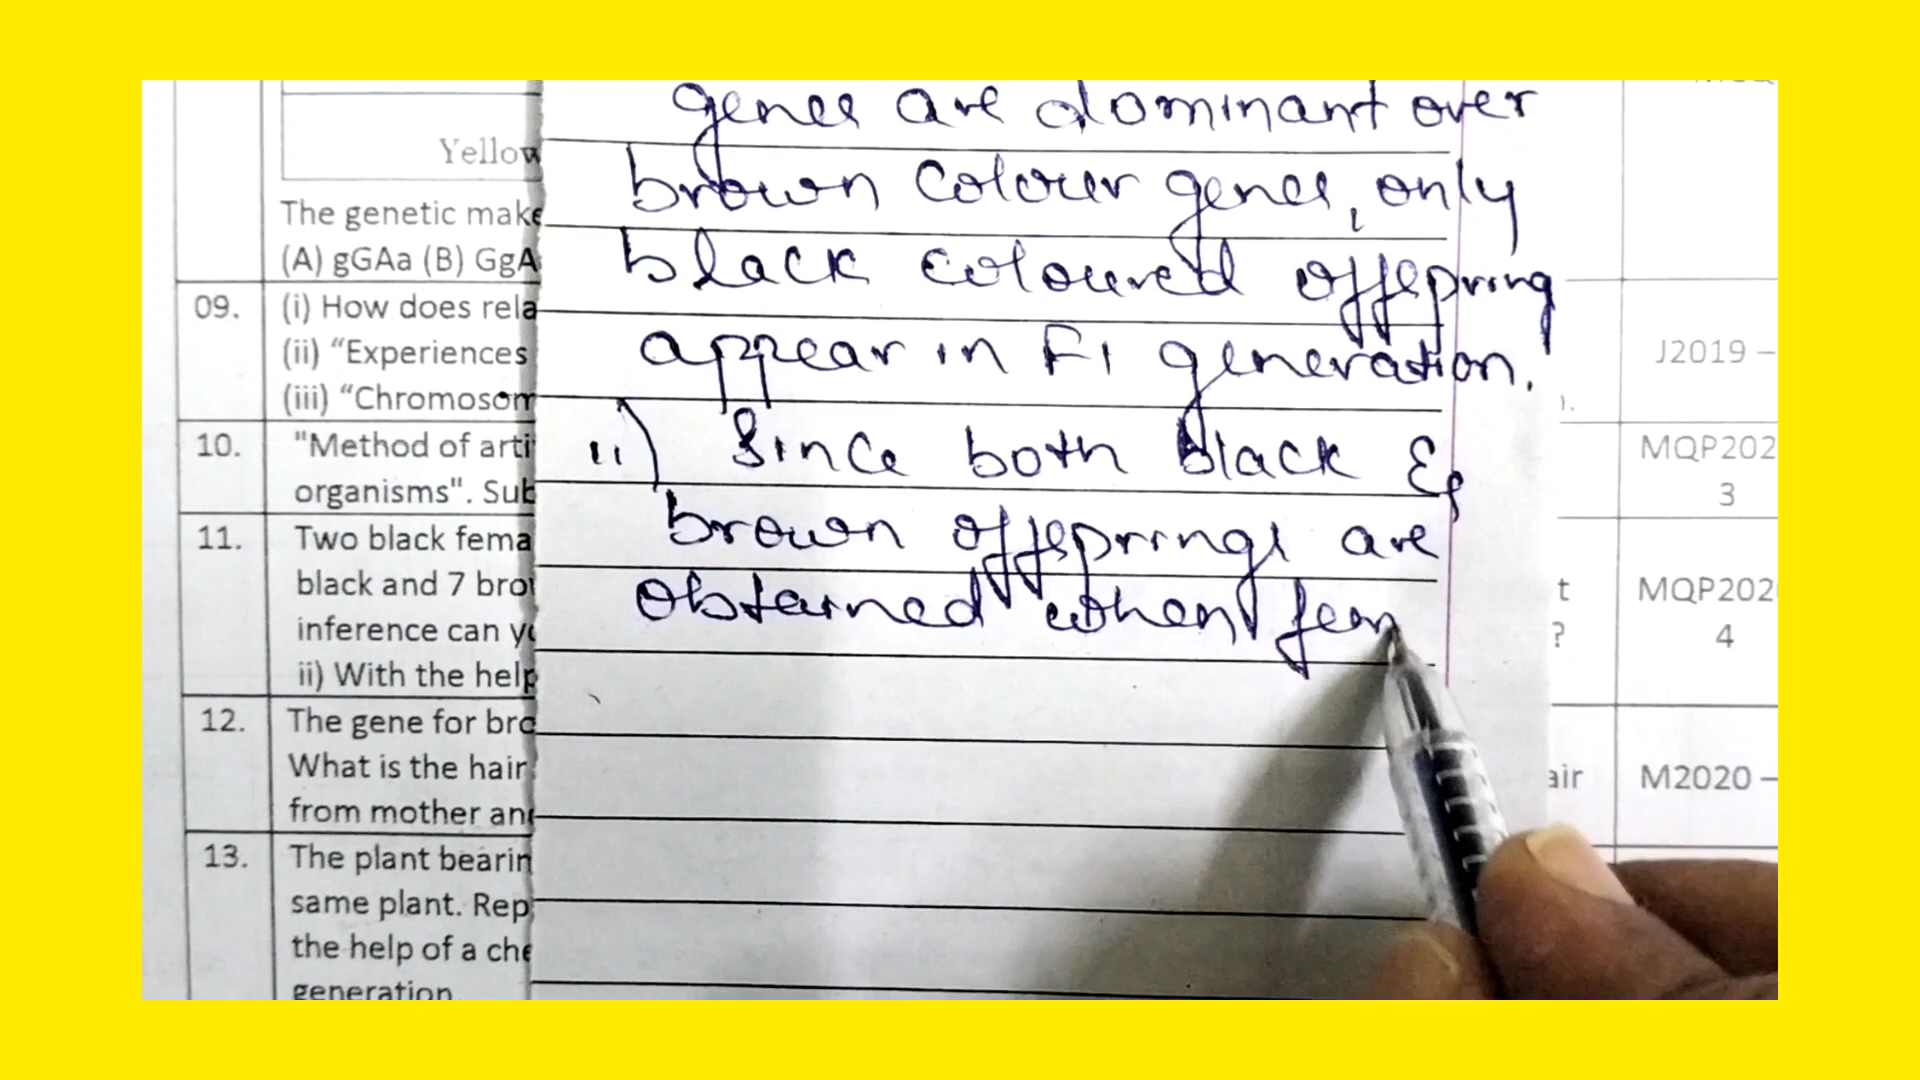 Yellow
The genetic make
(A) gGAa (B) GgA
09.
(i) How does rela
(ii) “Experiences
(iii) “Chromosom
10.
"Method of arti
organisms". Sub
11.
Two black fema
black and 7 bro
inference can yo
ii) With the help
12.
The gene for bro
What is the hair
from mother an
13.
The plant bearin
same plant. Rep
the help of a che
generation
genes are dominant over
brown colour genes, only
black coloured offspring
appear in F1 generation.
ii) Since both black &
brown offsprings are
obtained when fem
J2019 –
).
MQP202
3
t
?
MQP202
4
air
M2020 –